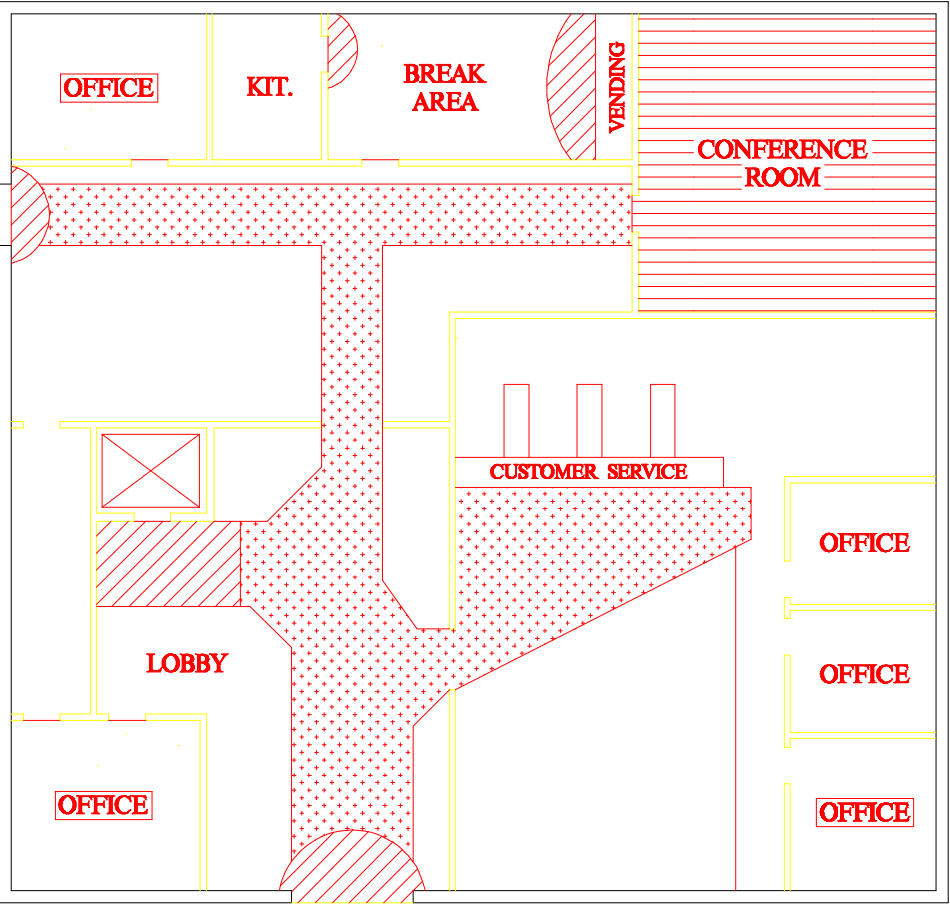 OFFICE
KIT.
BREAK
AREA
VENDING
CONFERENCE
ROOM
CUSTOMER SERVICE
OFFICE
LOBBY
OFFICE
OFFICE
OFFICE